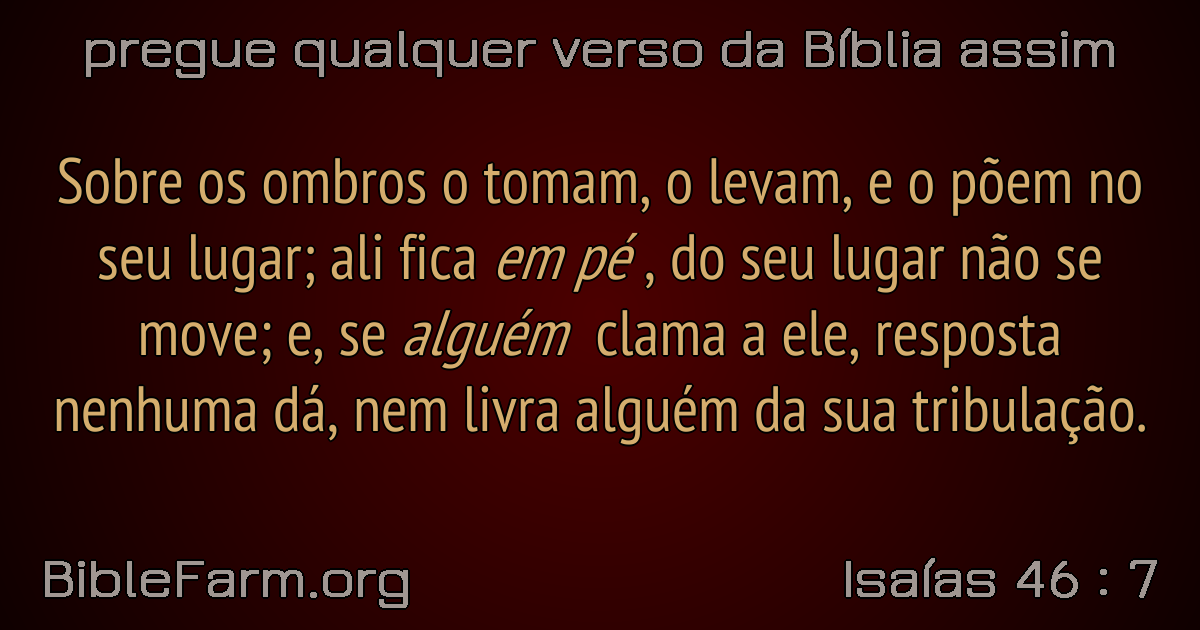 pregue qualquer verso da Bíblia assim
Sobre os ombros o tomam, o levam, e o põem no
seu lugar; ali fica em pé , do seu lugar não se
move; e, se alguém clama a ele, resposta
nenhuma dá, nem livra alguém da sua tribulação.
BibleFarm.org
Isaías 46 : 7